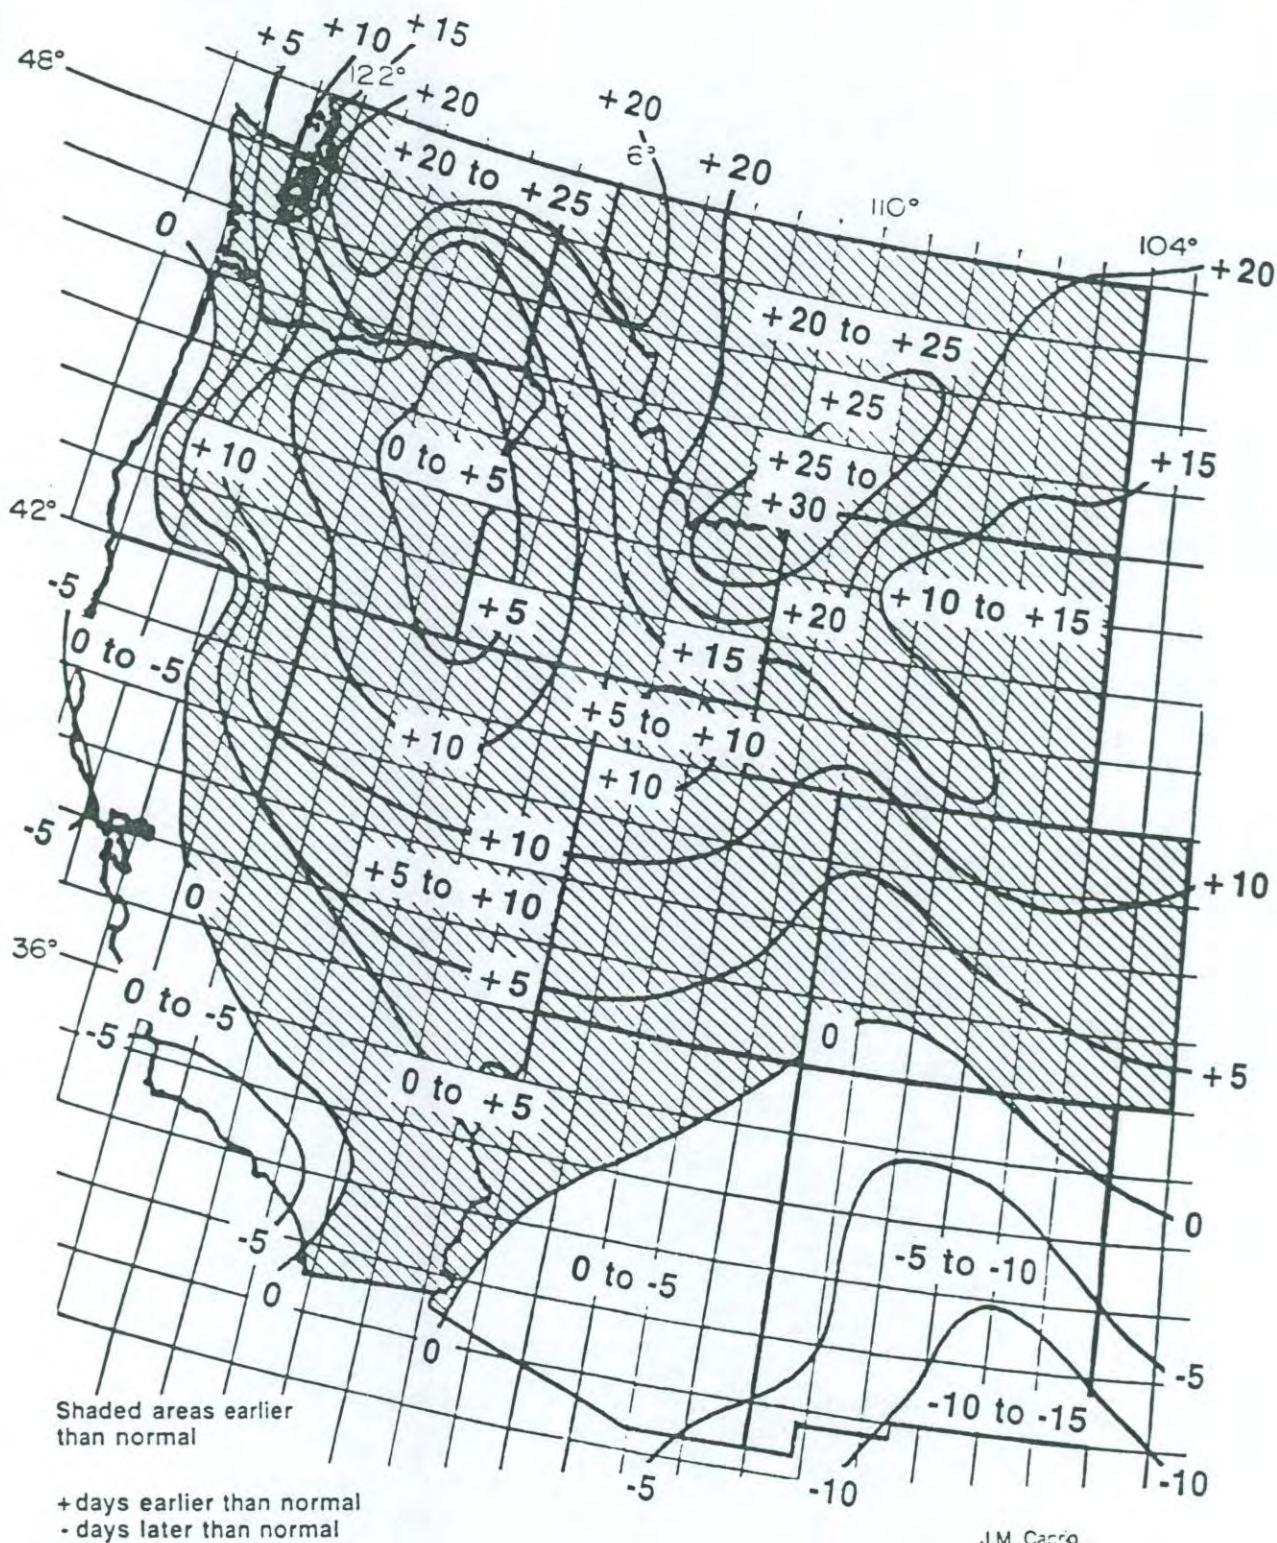 +5
+10
+15
48°
122°
+20
+20
+20
+20 to +25
110°
104°
0
+20
+20 to +25
+25
+10
0 to +5
+25 to
+30
+15
42°
-5
+5
+20
+10 to +15
0 to -5
+15
+5 to +10
+10
+10
-5
+10
+5 to +10
+10
0
36°
+5
0 to -5
-5
0
+5
0 to +5
0
-5
0 to -5
-5 to -10
0
0
-5
-10 to -15
Shaded areas earlier
than normal
-5
-10
-10
+ days earlier than normal
- days later than normal